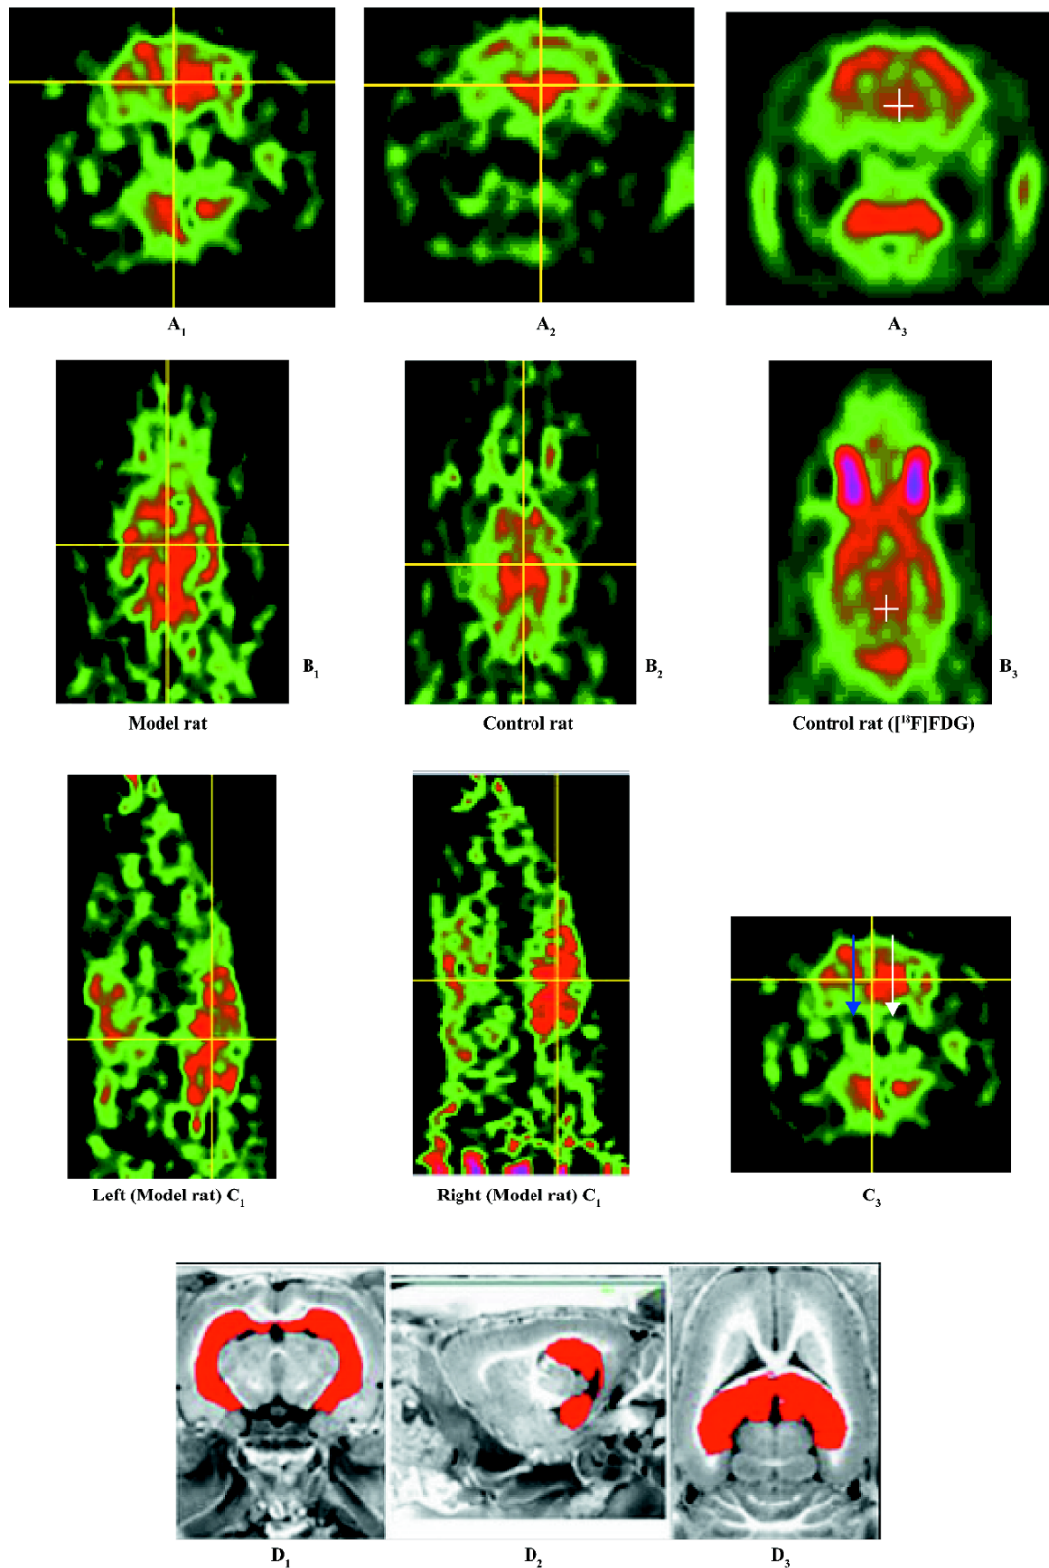 A₁ A₂ A₃
B₁ B₂ B₃
Model rat Control rat Control rat ([¹⁸F]FDG)
Left (Model rat) C₁ Right (Model rat) C₁ C₃
D₁ D₂ D₃